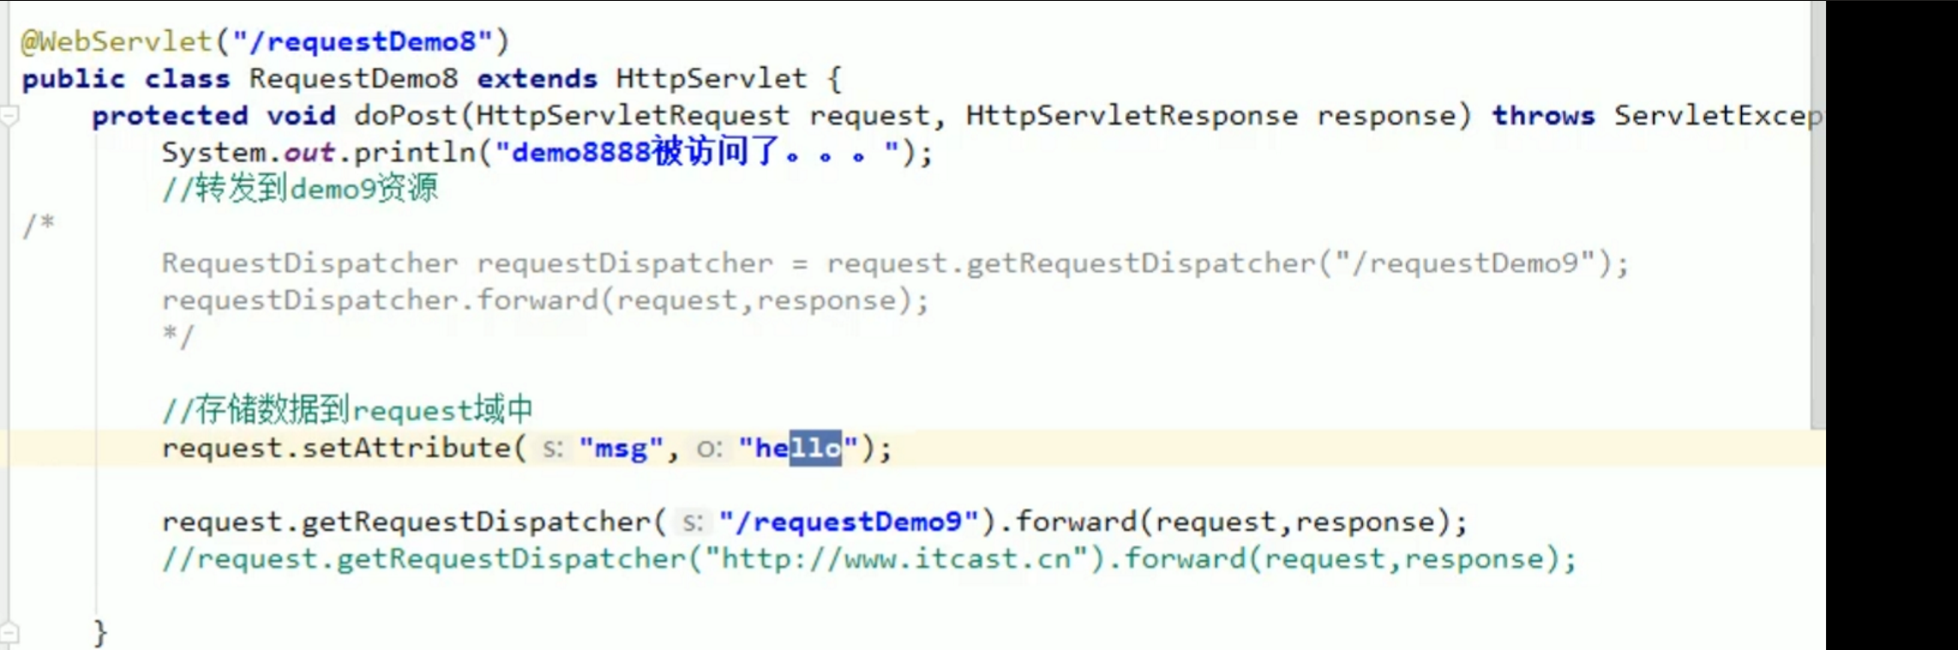 @WebServlet("/requestDemo8")
public class RequestDemo8 extends HttpServlet {
protected void doPost(HttpServletRequest request, HttpServletResponse response) throws ServletExcep
System.out.println("demo8888被访问了。。。");
//转发到demo9资源
/*
RequestDispatcher requestDispatcher = request.getRequestDispatcher("/requestDemo9");
requestDispatcher.forward(request,response);
*/
//存储数据到request域中
request.setAttribute( s: "msg", o: "hello");
request.getRequestDispatcher( s: "/requestDemo9").forward(request,response);
//request.getRequestDispatcher("http://www.itcast.cn").forward(request,response);
}